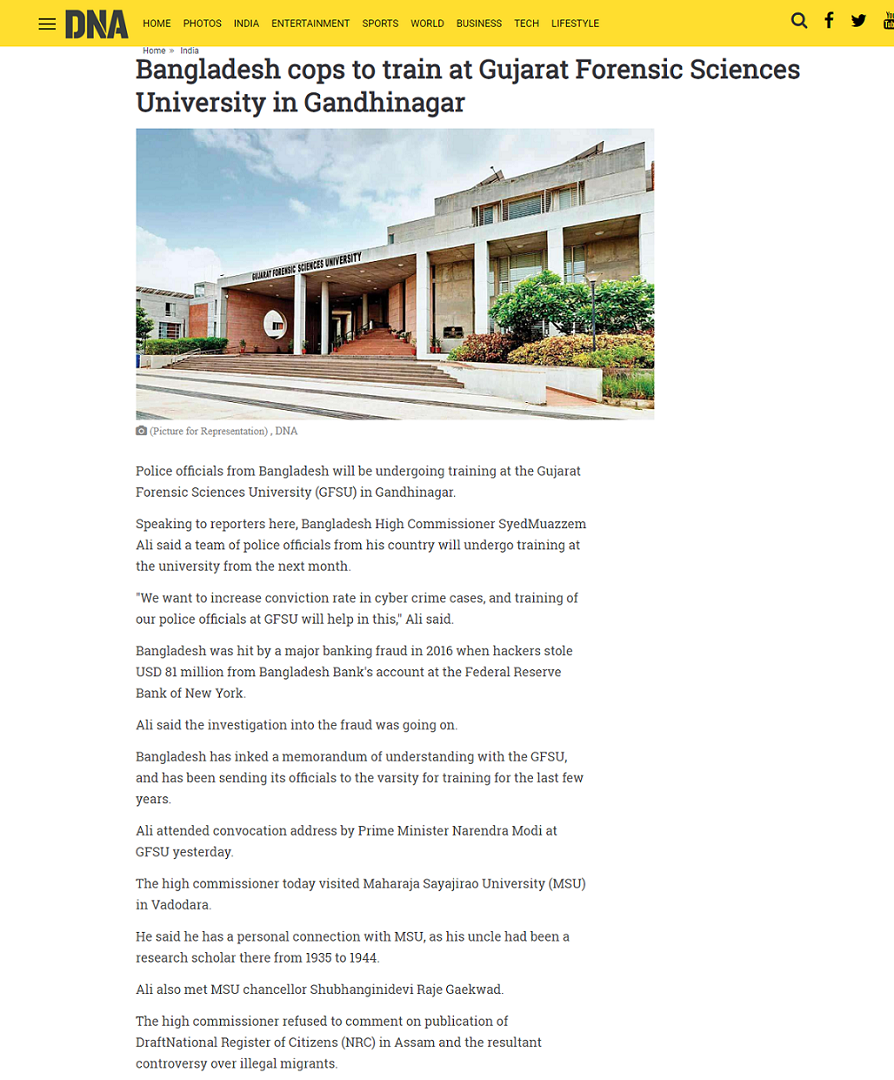 DNA
HOME PHOTOS INDIA ENTERTAINMENT SPORTS WORLD BUSINESS TECH LIFESTYLE
You
Home » India
Bangladesh cops to train at Gujarat Forensic Sciences
University in Gandhinagar
GUJARAT FORENSIC SCIENCES UNIVERSITY
(Picture for Representation) , DNA
Police officials from Bangladesh will be undergoing training at the Gujarat
Forensic Sciences University (GFSU) in Gandhinagar.
Speaking to reporters here, Bangladesh High Commissioner SyedMuazzem
Ali said a team of police officials from his country will undergo training at
the university from the next month.
"We want to increase conviction rate in cyber crime cases, and training of
our police officials at GFSU will help in this," Ali said.
Bangladesh was hit by a major banking fraud in 2016 when hackers stole
USD 81 million from Bangladesh Bank's account at the Federal Reserve
Bank of New York.
Ali said the investigation into the fraud was going on.
Bangladesh has inked a memorandum of understanding with the GFSU,
and has been sending its officials to the varsity for training for the last few
years.
Ali attended convocation address by Prime Minister Narendra Modi at
GFSU yesterday.
The high commissioner today visited Maharaja Sayajirao University (MSU)
in Vadodara.
He said he has a personal connection with MSU, as his uncle had been a
research scholar there from 1935 to 1944.
Ali also met MSU chancellor Shubhanginidevi Raje Gaekwad.
The high commissioner refused to comment on publication of
DraftNational Register of Citizens (NRC) in Assam and the resultant
controversy over illegal migrants.